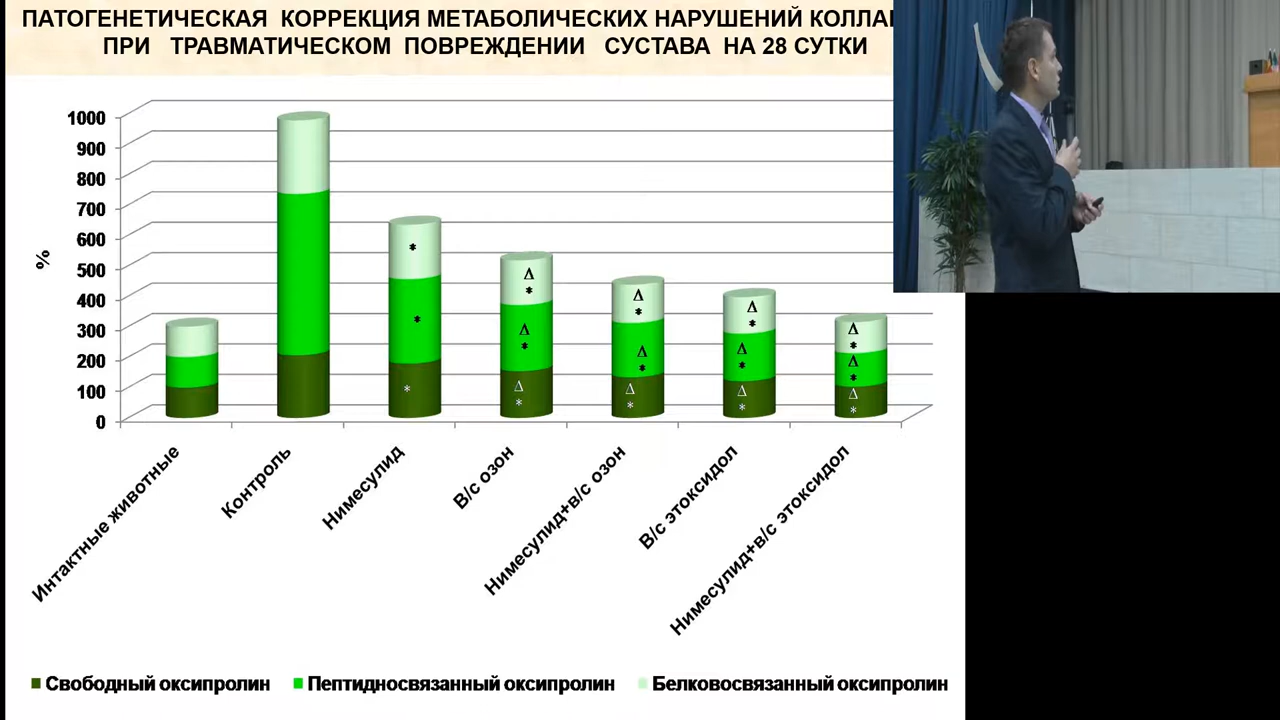 ПАТОГЕНЕТИЧЕСКАЯ КОРРЕКЦИЯ МЕТАБОЛИЧЕСКИХ НАРУШЕНИЙ
ПРИ ТРАВМАТИЧЕСКОМ ПОВРЕЖДЕНИИ СУСТАВА НА 28 СУТКИ
%
1000
900
800
700
600
500
400
300
200
100
0
*
*
*
Δ
*
Δ
*
Δ
*
Δ
*
Δ
*
Δ
*
Δ
*
Δ
*
Δ
*
Δ
*
Δ
*
Δ
*
Интактные животные
Контроль
Нимесулид
В/с озон
Нимесулид+в/с озон
В/с этоксидол
Нимесулид+в/с этоксидол
Свободный оксипролин
Пептидносвязанный оксипролин
Белковосвязанный оксипролин